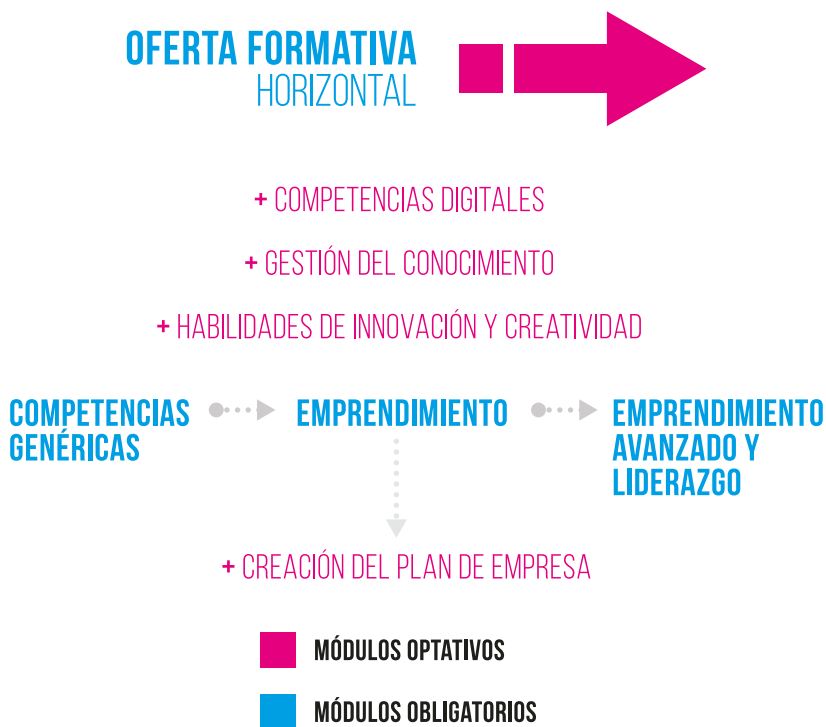 OFERTA FORMATIVA
HORIZONTAL
+ COMPETENCIAS DIGITALES
+ GESTIÓN DEL CONOCIMIENTO
+ HABILIDADES DE INNOVACIÓN Y CREATIVIDAD
COMPETENCIAS
GENÉRICAS
EMPRENDIMIENTO
EMPRENDIMIENTO
AVANZADO Y
LIDERAZGO
+ CREACIÓN DEL PLAN DE EMPRESA
MÓDULOS OPTATIVOS
MÓDULOS OBLIGATORIOS